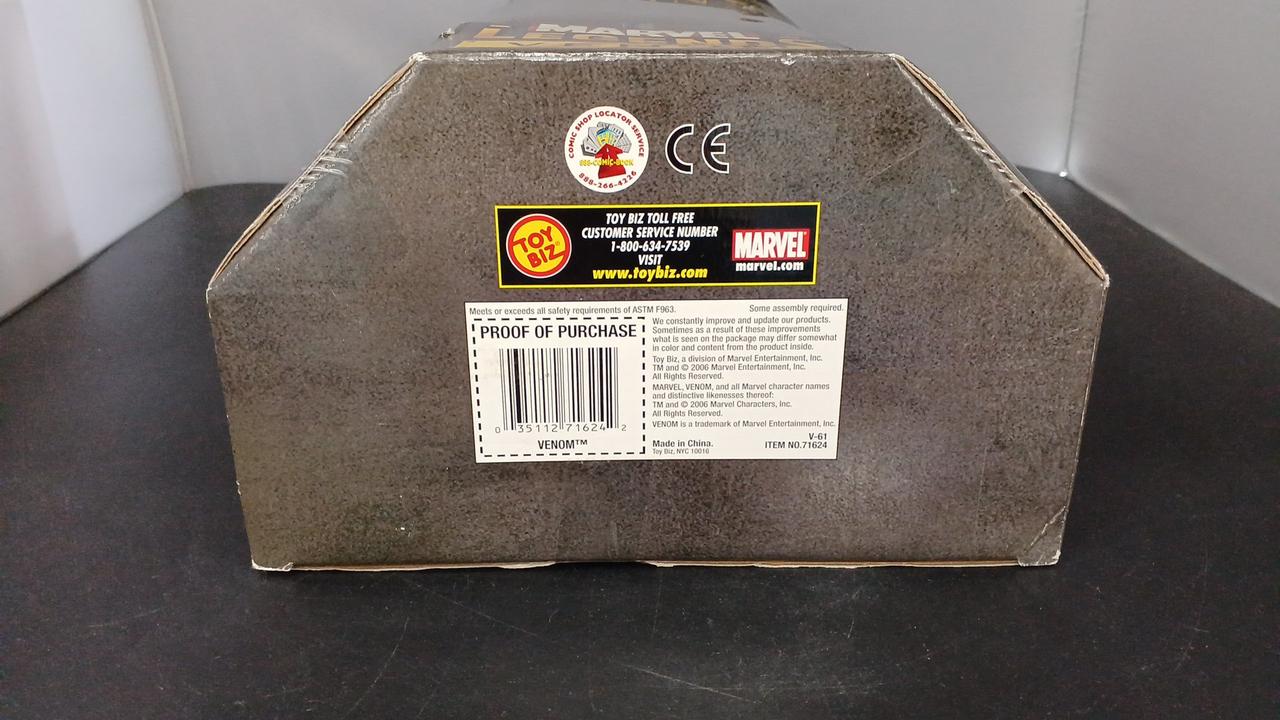 MARVEL
LEGENDS
COMIC SHOP LOCATOR SERVICE
888-COMIC-BOOK
888-266-4226
CE
TOY BIZ
TOY BIZ TOLL FREE
CUSTOMER SERVICE NUMBER
1-800-634-7539
VISIT
www.toybiz.com
MARVEL
marvel.com
Meets or exceeds all safety requirements of ASTM F963.
Some assembly required.
PROOF OF PURCHASE
0 35112 71624 2
VENOM™
We constantly improve and update our products.
Sometimes as a result of these improvements
what is seen on the package may differ somewhat
in color and content from the product inside.
Toy Biz, a division of Marvel Entertainment, Inc.
TM and © 2006 Marvel Entertainment, Inc.
All Rights Reserved.
MARVEL, VENOM, and all Marvel character names
and distinctive likenesses thereof:
TM and © 2006 Marvel Characters, Inc.
All Rights Reserved.
VENOM is a trademark of Marvel Entertainment, Inc.
Made in China.
Toy Biz, NYC 10016
V-61
ITEM NO.71624